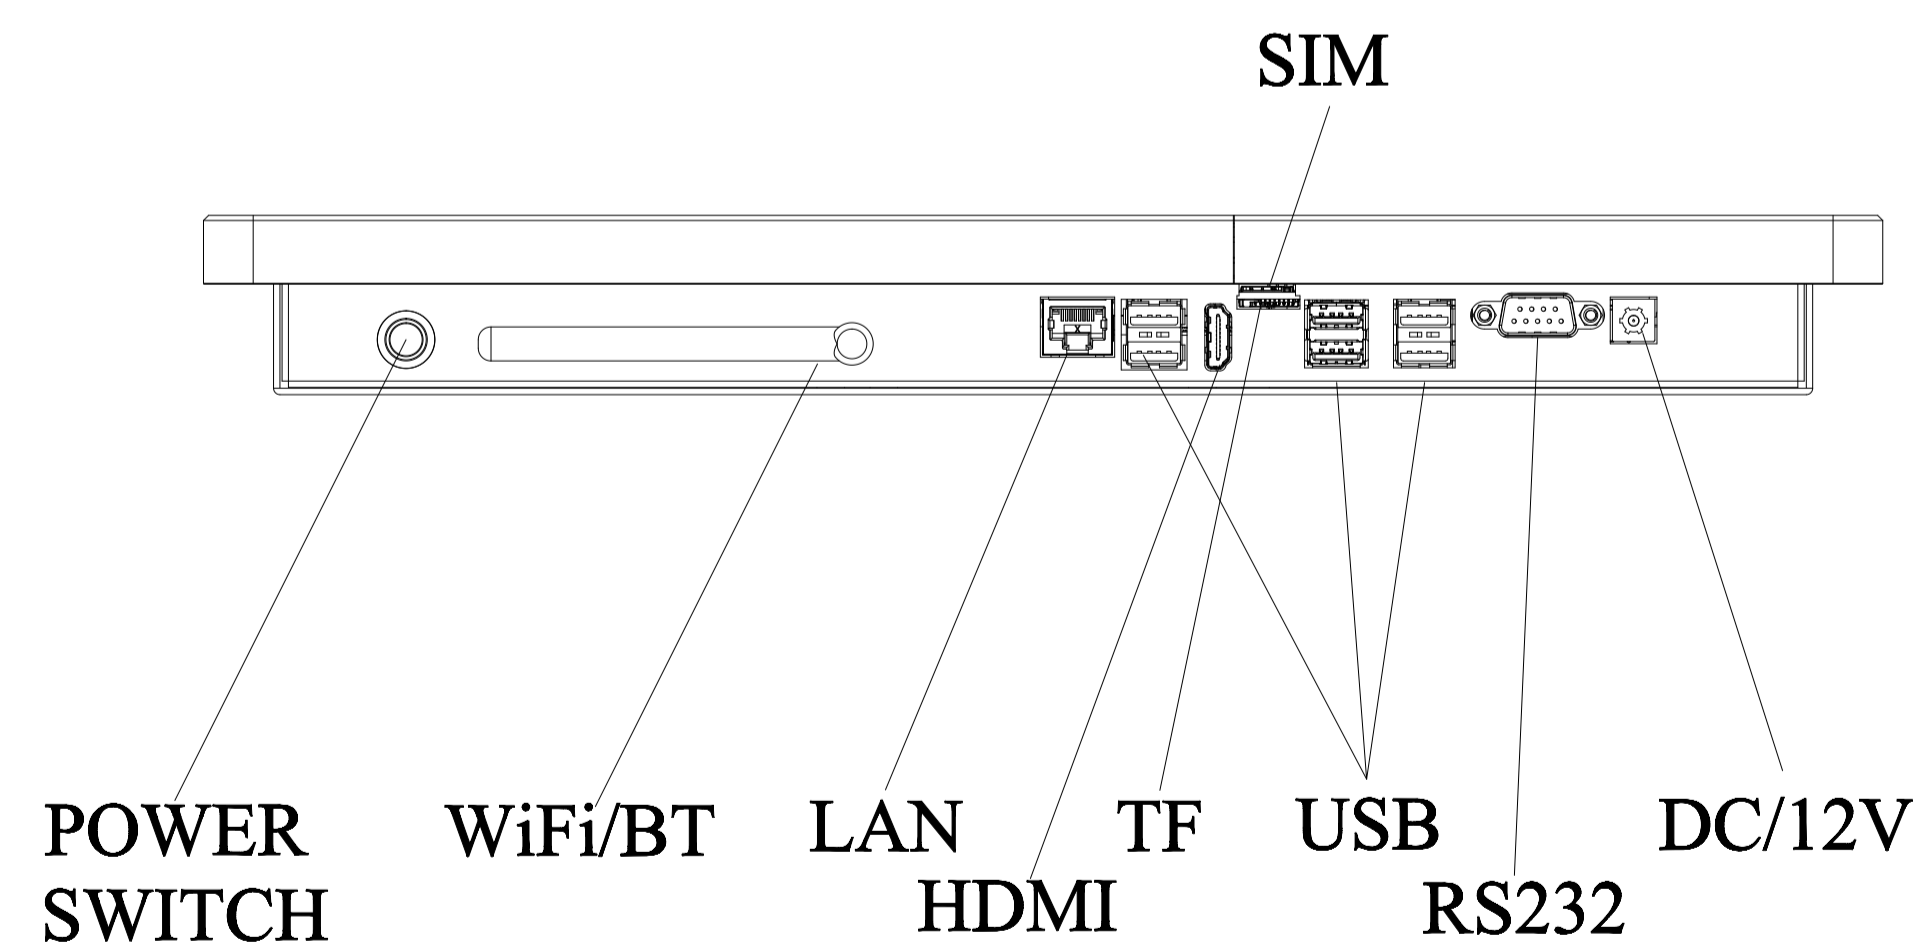 SIM
POWER
SWITCH
WiFi/BT
LAN
HDMI
TF
USB
RS232
DC/12V